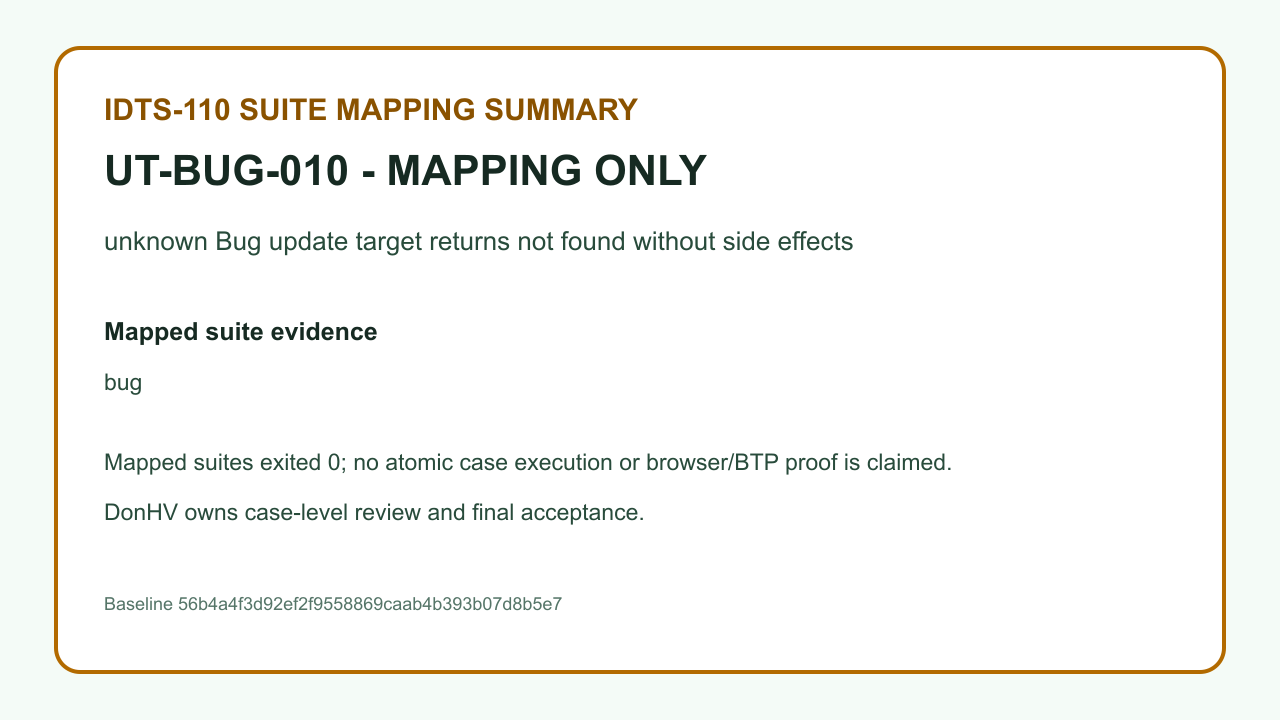 IDTS-110 SUITE MAPPING SUMMARY
UT-BUG-010 - MAPPING ONLY
unknown Bug update target returns not found without side effects
Mapped suite evidence
bug
Mapped suites exited 0; no atomic case execution or browser/BTP proof is claimed.
DonHV owns case-level review and final acceptance.
Baseline 56b4a4f3d92ef2f9558869caab4b393b07d8b5e7